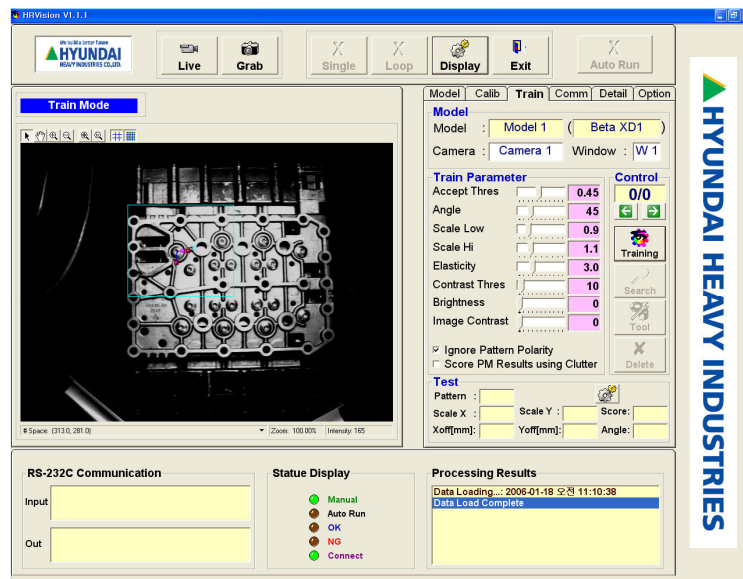 HRVision V1.1.1
We build a better future
HYUNDAI
HEAVY INDUSTRIES CO.,LTD.
Live
Grab
Single
Loop
Display
Exit
Auto Run
Train Mode
Model Calib Train Comm Detail Option
Model
Model : Model 1 ( Beta XD1 )
Camera : Camera 1 Window : W 1
Train Parameter
Accept Thres 0.45
Angle 45
Scale Low 0.9
Scale Hi 1.1
Elasticity 3.0
Contrast Thres 10
Brightness 0
Image Contrast 0
Ignore Pattern Polarity
Score PM Results using Clutter
Control
0/0
Training
Search
Tool
Delete
Test
Pattern :
Scale X : Scale Y : Score:
Xoff[mm]: Yoff[mm]: Angle:
# Space: (313.0, 281.0) Zoom: 100.00% Intensity: 165
RS-232C Communication
Input
Out
Statue Display
Manual
Auto Run
OK
NG
Connect
Processing Results
Data Loading...: 2006-01-18 오전 11:10:38
Data Load Complete
HYUNDAI HEAVY INDUSTRIES